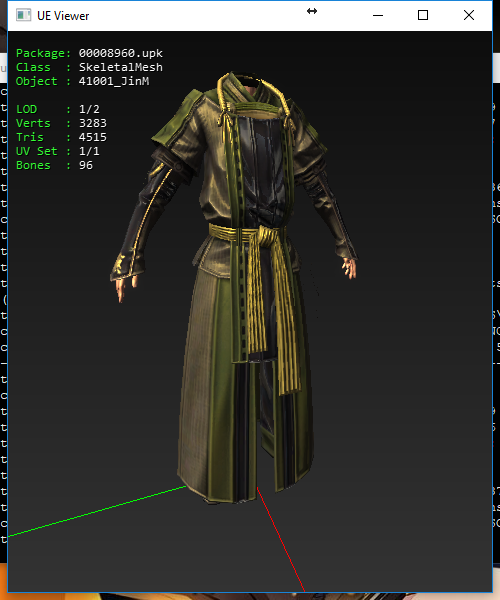 UE Viewer
Package: 00008960.upk
Class : SkeletalMesh
Object : 41001_JinM
LOD : 1/2
Verts : 3283
Tris : 4515
UV Set : 1/1
Bones : 96